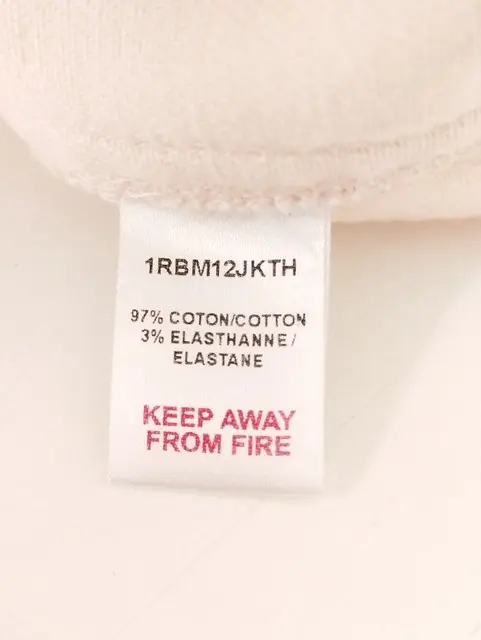 1RBM12JKTH
97% COTON/COTTON
3% ELASTHANNE/
ELASTANE
KEEP AWAY
FROM FIRE